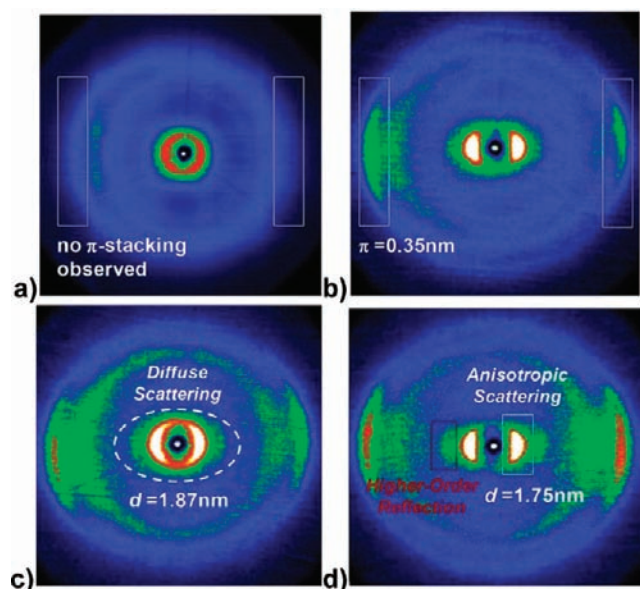 no π-stacking
observed
a)
π =0.35nm
b)
Diffuse
Scattering
d =1.87nm
c)
Anisotropic
Scattering
Higher-Order
Reflection
d =1.75nm
d)